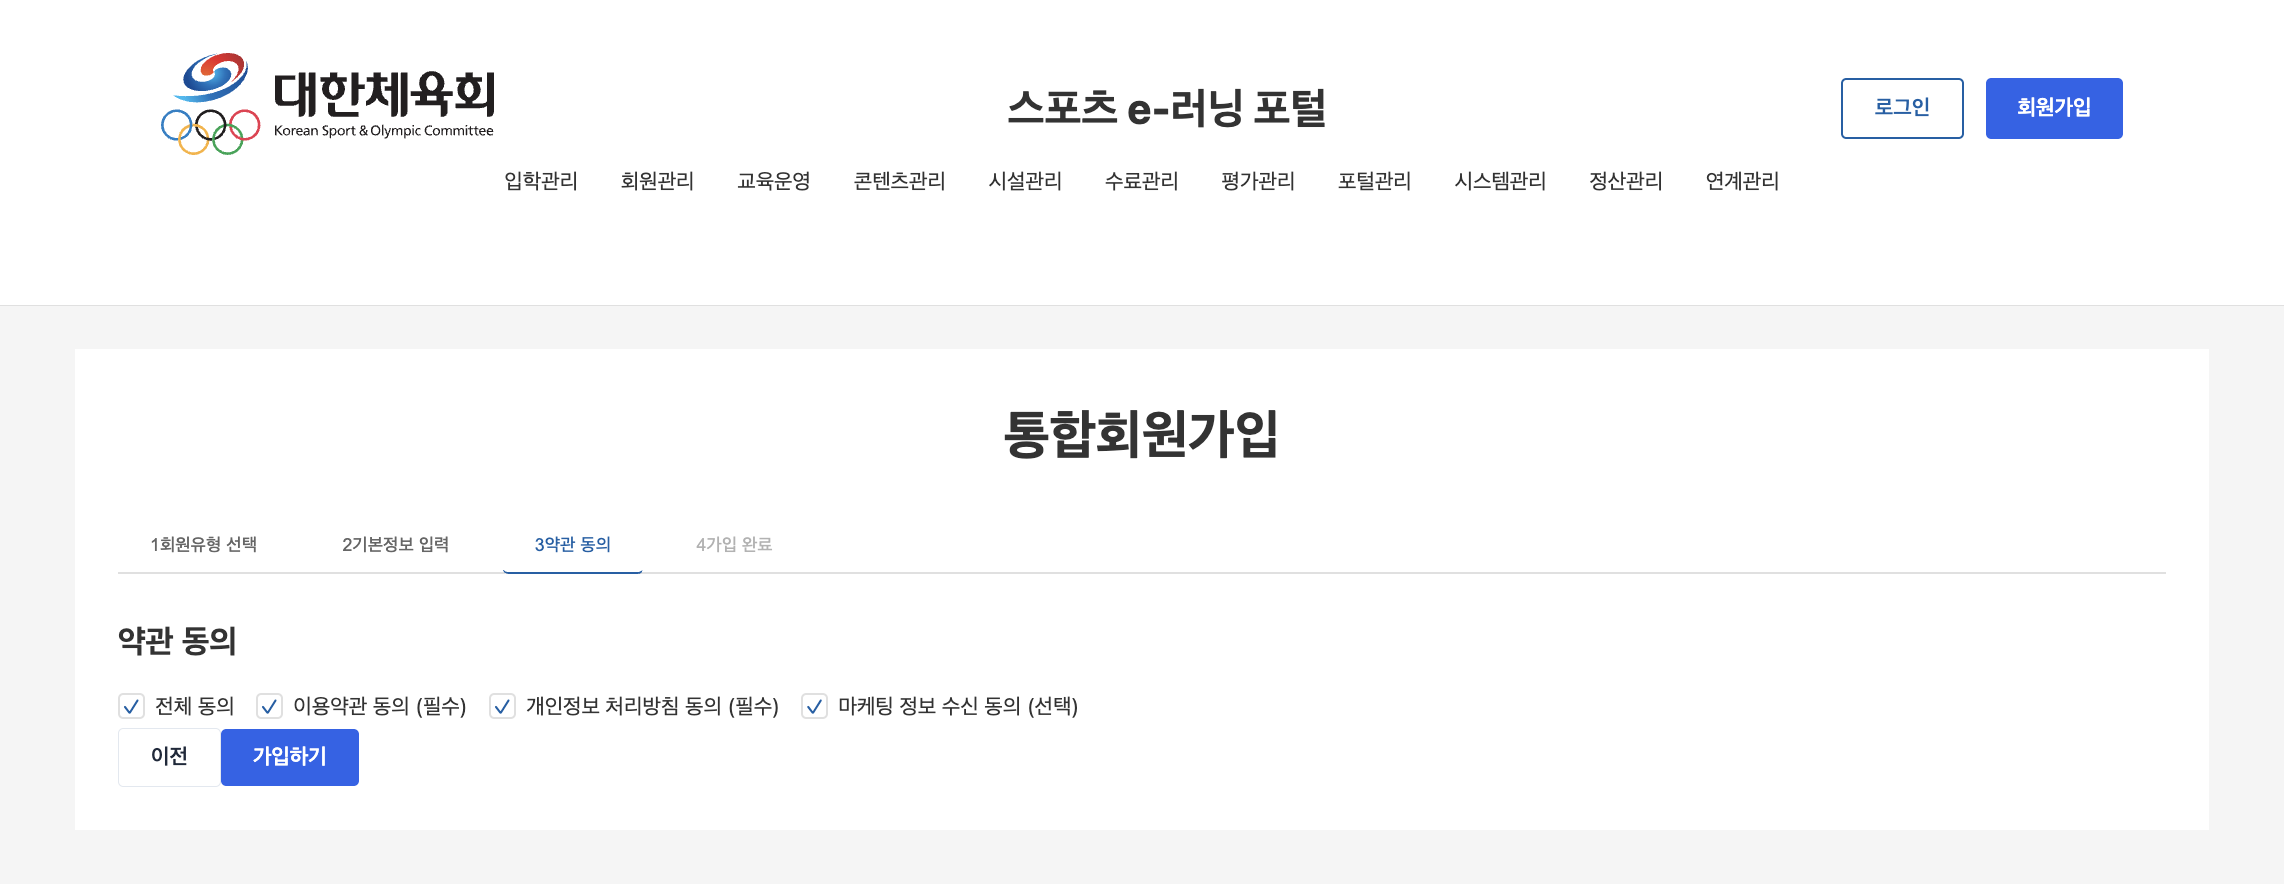 대한체육회
Korean Sport & Olympic Committee
스포츠 e-러닝 포털
로그인
회원가입
입학관리 회원관리 교육운영 콘텐츠관리 시설관리 수료관리 평가관리 포털관리 시스템관리 정산관리 연계관리
통합회원가입
1회원유형 선택 2기본정보 입력 3약관 동의 4가입 완료
약관 동의
전체 동의 이용약관 동의 (필수) 개인정보 처리방침 동의 (필수) 마케팅 정보 수신 동의 (선택)
이전 가입하기